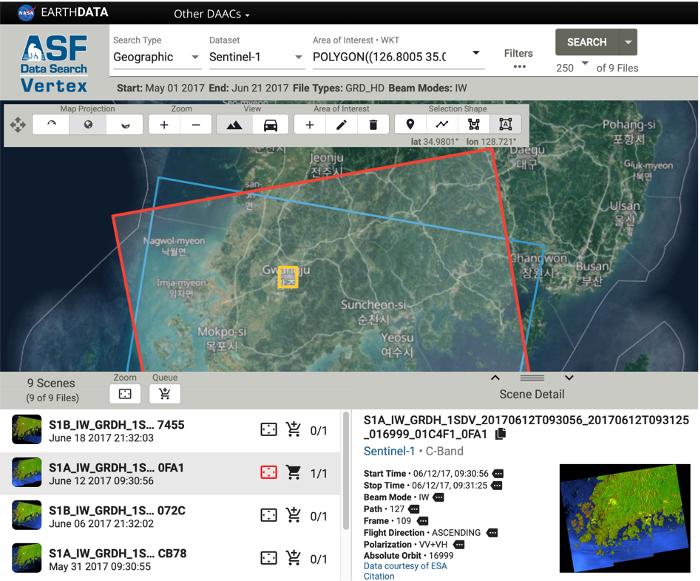 NASA EARTHDATA Other DAACs
ASF
Data Search
Vertex
Search Type
Geographic
Dataset
Sentinel-1
Area of Interest • WKT
POLYGON((126.8005 35.0
Filters
•••
SEARCH
250 of 9 Files
Start: May 01 2017 End: Jun 21 2017 File Types: GRD_HD Beam Modes: IW
Map Projection
Zoom
View
Area of Interest
Selection Shape
lat 34.9801° lon 128.721°
Jeonju
전주시
Daegu
대구
Pohang-si
포항시
Ulsan
울산
Nagwol-myeon
낙월면
Gwangju
Imja-myeon
임자면
Changwon
창원시
Busan
부산
Suncheon-si
순천시
Mokpo-si
목포시
Yeosu
여수시
9 Scenes
(9 of 9 Files)
Zoom
Queue
Scene Detail
S1B_IW_GRDH_1S... 7455
June 18 2017 21:32:03
0/1
S1A_IW_GRDH_1S... 0FA1
June 12 2017 09:30:56
1/1
S1B_IW_GRDH_1S... 072C
June 06 2017 21:32:02
0/1
S1A_IW_GRDH_1S... CB78
May 31 2017 09:30:55
0/1
S1A_IW_GRDH_1SDV_20170612T093056_20170612T093125
_016999_01C4F1_0FA1
Sentinel-1 • C-Band
Start Time • 06/12/17, 09:30:56
Stop Time • 06/12/17, 09:31:25
Beam Mode • IW
Path • 127
Frame • 109
Flight Direction • ASCENDING
Polarization • VV+VH
Absolute Orbit • 16999
Data courtesy of ESA
Citation